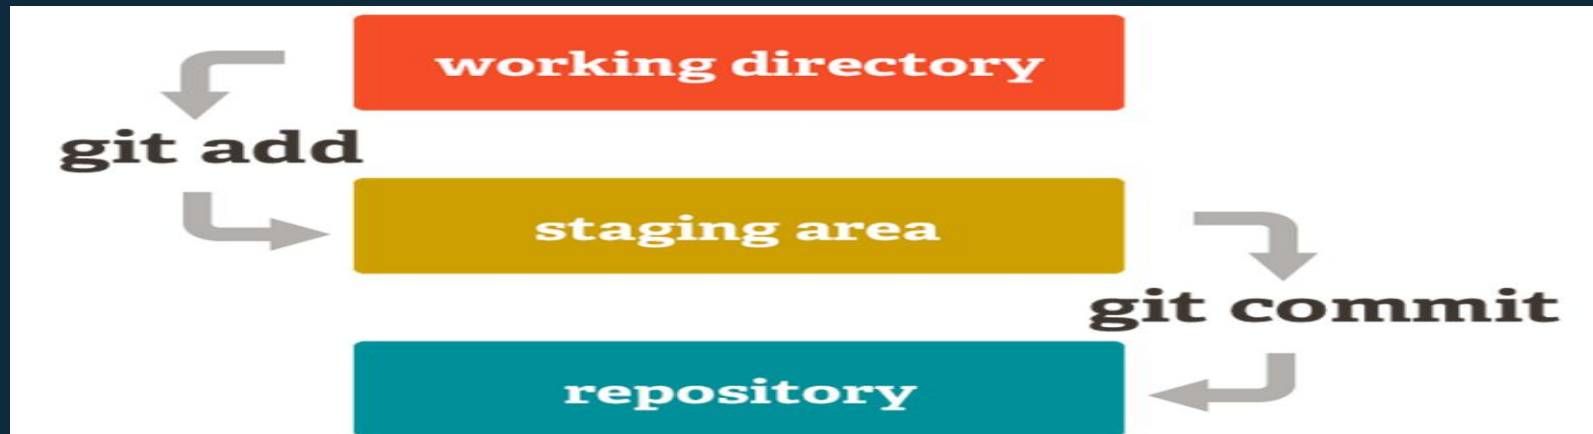 working directory
git add
staging area
git commit
repository